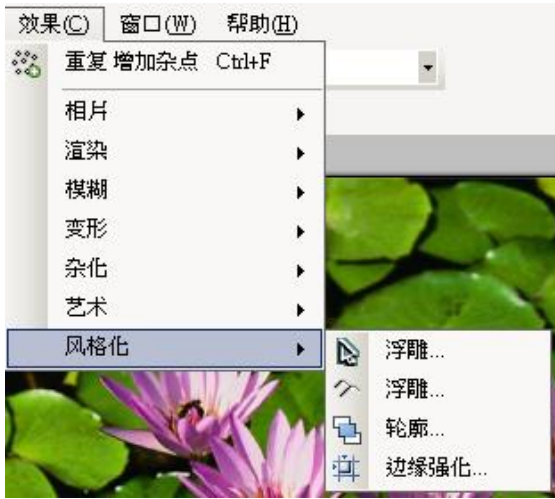 效果(C) 窗口(W) 帮助(H)
重复 增加杂点 Ctrl+F
相片
渲染
模糊
变形
杂化
艺术
风格化
浮雕...
浮雕...
轮廓...
边缘强化...